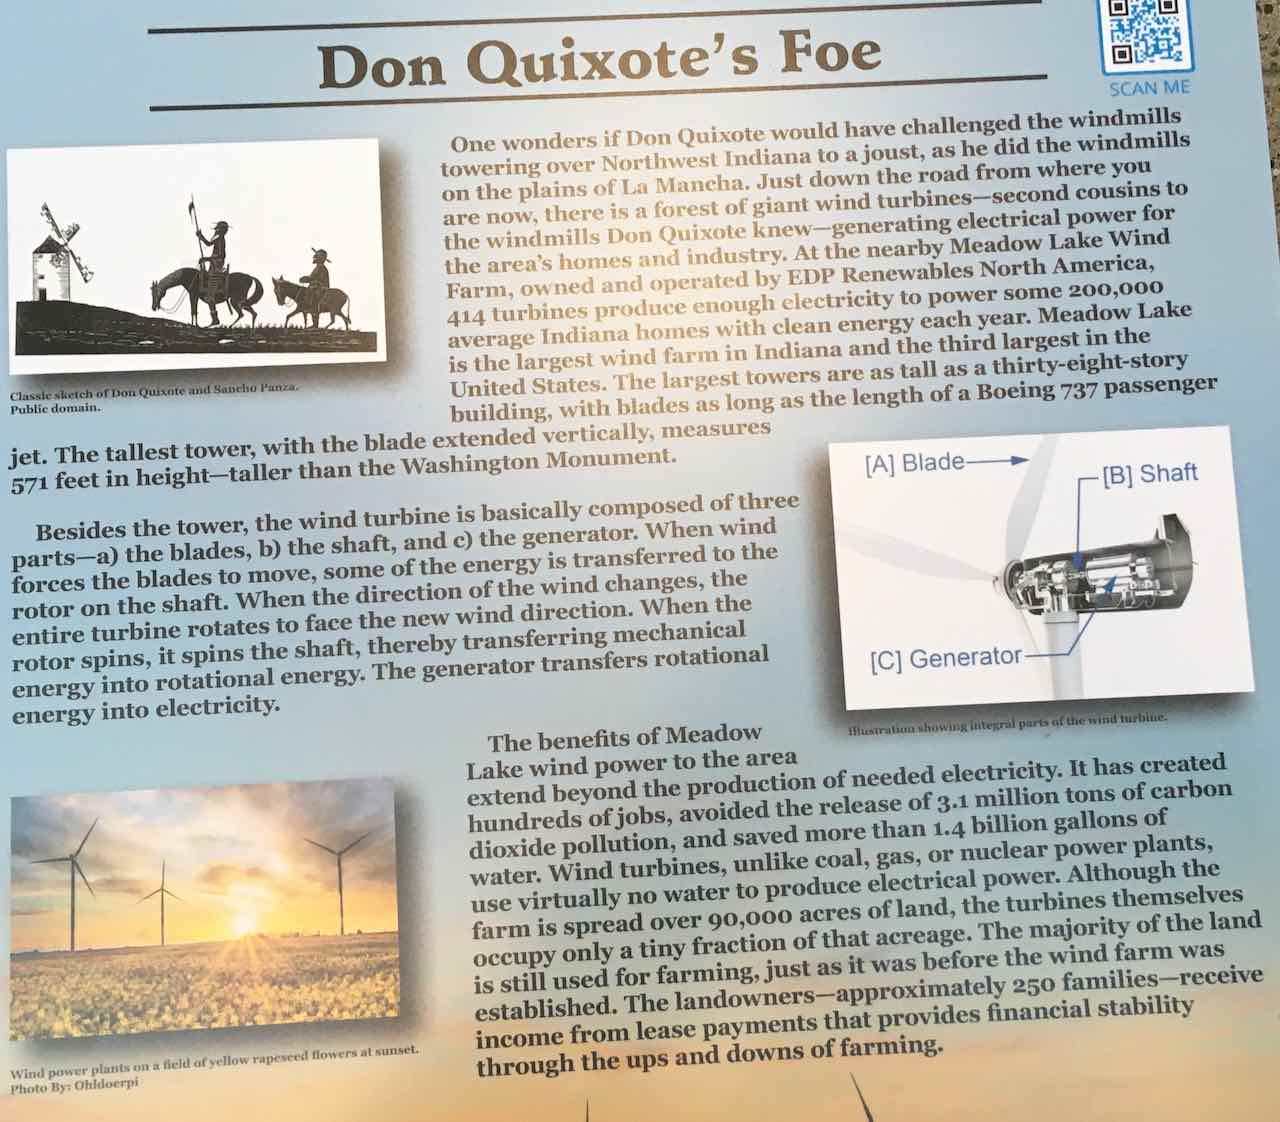 Don Quixote's Foe
SCAN ME
One wonders if Don Quixote would have challenged the windmills
towering over Northwest Indiana to a joust, as he did the windmills
on the plains of La Mancha. Just down the road from where you
are now, there is a forest of giant wind turbines—second cousins to
the windmills Don Quixote knew—generating electrical power for
the area's homes and industry. At the nearby Meadow Lake Wind
Farm, owned and operated by EDP Renewables North America,
414 turbines produce enough electricity to power some 200,000
average Indiana homes with clean energy each year. Meadow Lake
is the largest wind farm in Indiana and the third largest in the
United States. The largest towers are as tall as a thirty-eight-story
building, with blades as long as the length of a Boeing 737 passenger
jet. The tallest tower, with the blade extended vertically, measures
571 feet in height—taller than the Washington Monument.
Classic sketch of Don Quixote and Sancho Panza.
Public domain.
Besides the tower, the wind turbine is basically composed of three
parts—a) the blades, b) the shaft, and c) the generator. When wind
forces the blades to move, some of the energy is transferred to the
rotor on the shaft. When the direction of the wind changes, the
entire turbine rotates to face the new wind direction. When the
rotor spins, it spins the shaft, thereby transferring mechanical
energy into rotational energy. The generator transfers rotational
energy into electricity.
[A] Blade
[B] Shaft
[C] Generator
Illustration showing integral parts of the wind turbine.
The benefits of Meadow
Lake wind power to the area
extend beyond the production of needed electricity. It has created
hundreds of jobs, avoided the release of 3.1 million tons of carbon
dioxide pollution, and saved more than 1.4 billion gallons of
water. Wind turbines, unlike coal, gas, or nuclear power plants,
use virtually no water to produce electrical power. Although the
farm is spread over 90,000 acres of land, the turbines themselves
occupy only a tiny fraction of that acreage. The majority of the land
is still used for farming, just as it was before the wind farm was
established. The landowners—approximately 250 families—receive
income from lease payments that provides financial stability
through the ups and downs of farming.
Wind power plants on a field of yellow rapeseed flowers at sunset.
Photo By: Ohldoerpi